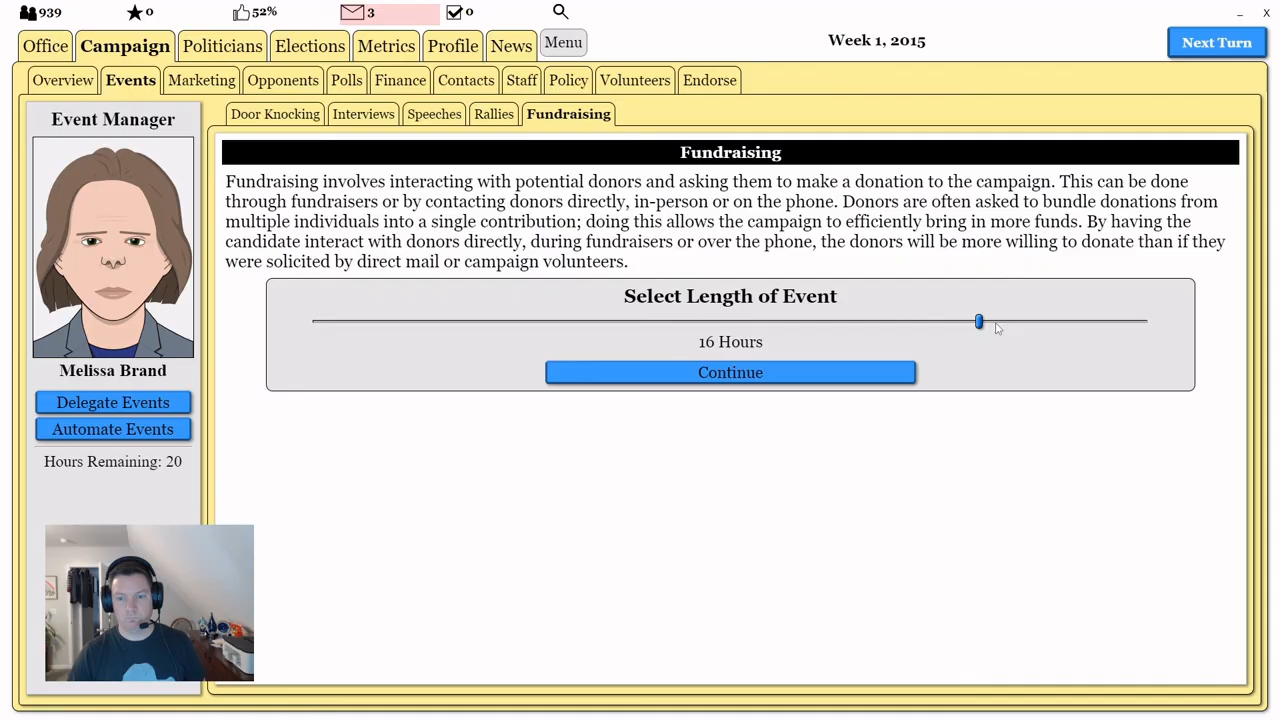 939
0
52%
3
0
_ X
Office Campaign Politicians Elections Metrics Profile News Menu
Week 1, 2015
Next Turn
Overview Events Marketing Opponents Polls Finance Contacts Staff Policy Volunteers Endorse
Event Manager
Melissa Brand
Delegate Events
Automate Events
Hours Remaining: 20
Door Knocking Interviews Speeches Rallies Fundraising
Fundraising
Fundraising involves interacting with potential donors and asking them to make a donation to the campaign. This can be done
through fundraisers or by contacting donors directly, in-person or on the phone. Donors are often asked to bundle donations from
multiple individuals into a single contribution; doing this allows the campaign to efficiently bring in more funds. By having the
candidate interact with donors directly, during fundraisers or over the phone, the donors will be more willing to donate than if they
were solicited by direct mail or campaign volunteers.
Select Length of Event
16 Hours
Continue